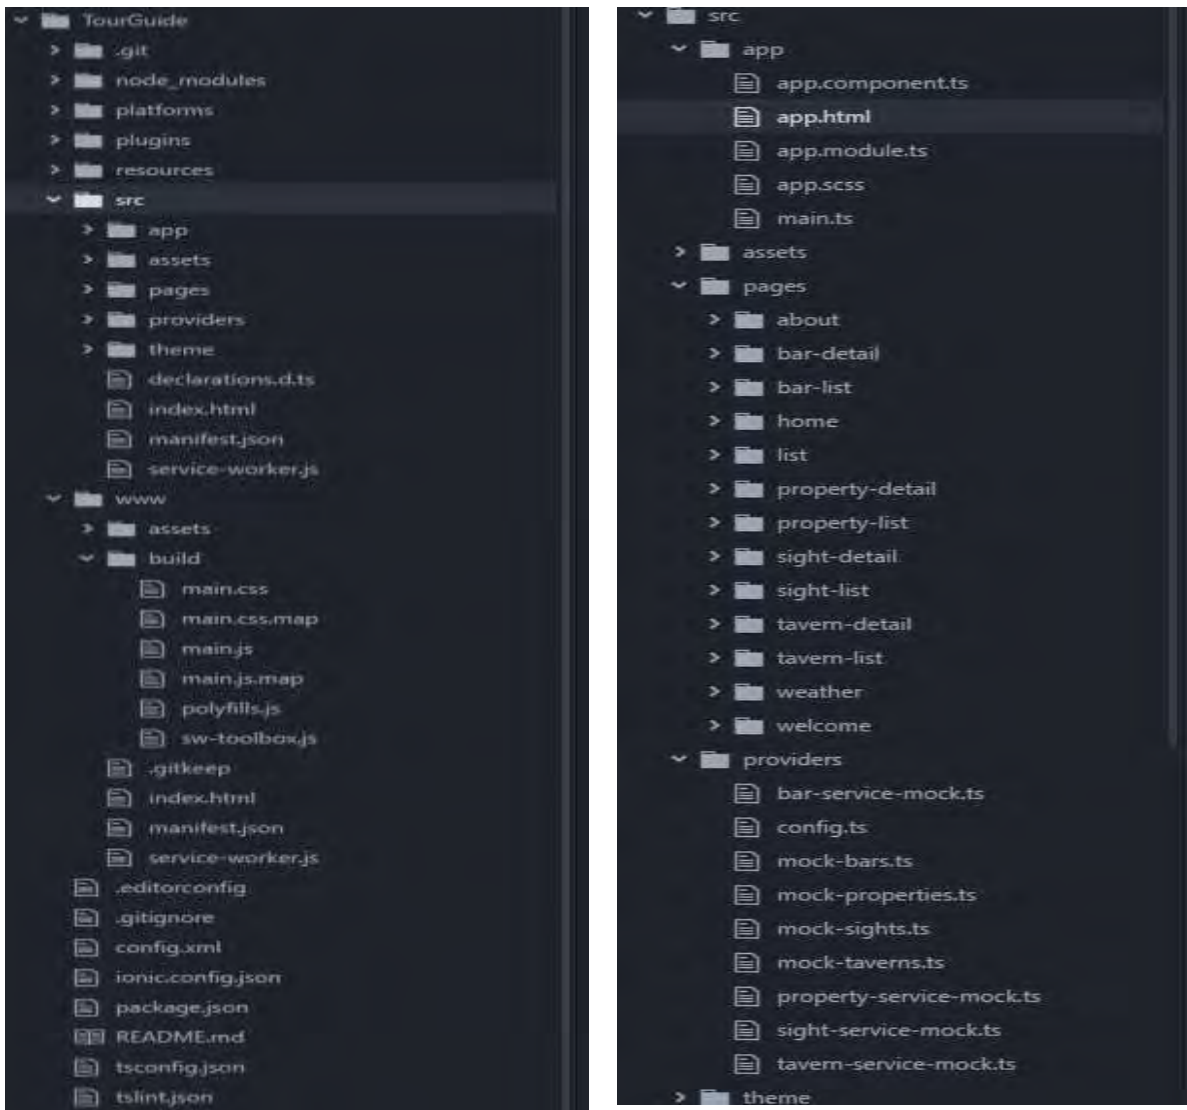 TourGuide
.git
node_modules
platforms
plugins
resources
src
app
assets
pages
providers
theme
declarations.d.ts
index.html
manifest.json
service-worker.js
www
assets
build
main.css
main.css.map
main.js
main.js.map
polyfills.js
sw-toolbox.js
.gitkeep
index.html
manifest.json
service-worker.js
.editorconfig
.gitignore
config.xml
ionic.config.json
package.json
README.md
tsconfig.json
tslint.json
src
app
app.component.ts
app.html
app.module.ts
app.scss
main.ts
assets
pages
about
bar-detail
bar-list
home
list
property-detail
property-list
sight-detail
sight-list
tavern-detail
tavern-list
weather
welcome
providers
bar-service-mock.ts
config.ts
mock-bars.ts
mock-properties.ts
mock-sights.ts
mock-taverns.ts
property-service-mock.ts
sight-service-mock.ts
tavern-service-mock.ts
theme